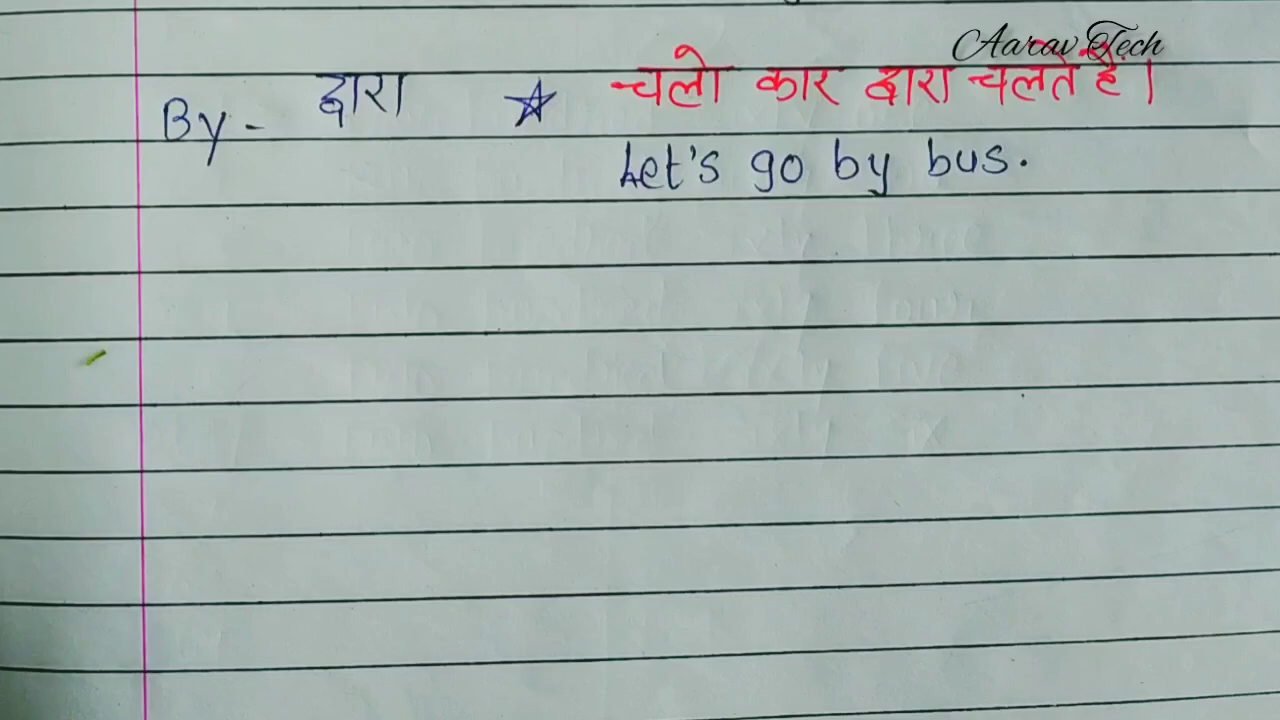 Aarav Tech
By - द्वारा ☆ चलो कार द्वारा चलते हैं।
Let's go by bus.